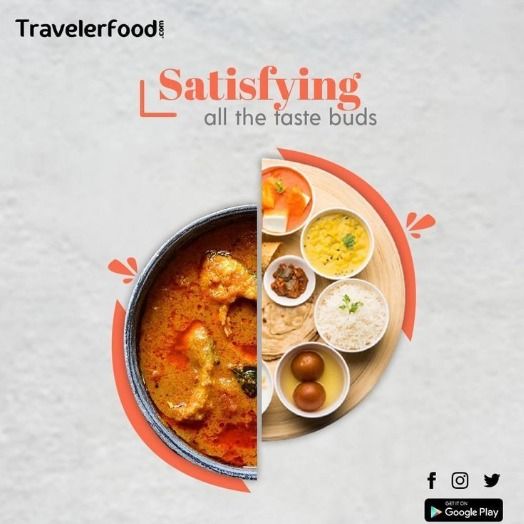 Travelerfood.com
Satisfying
all the taste buds
GET IT ON
Google Play